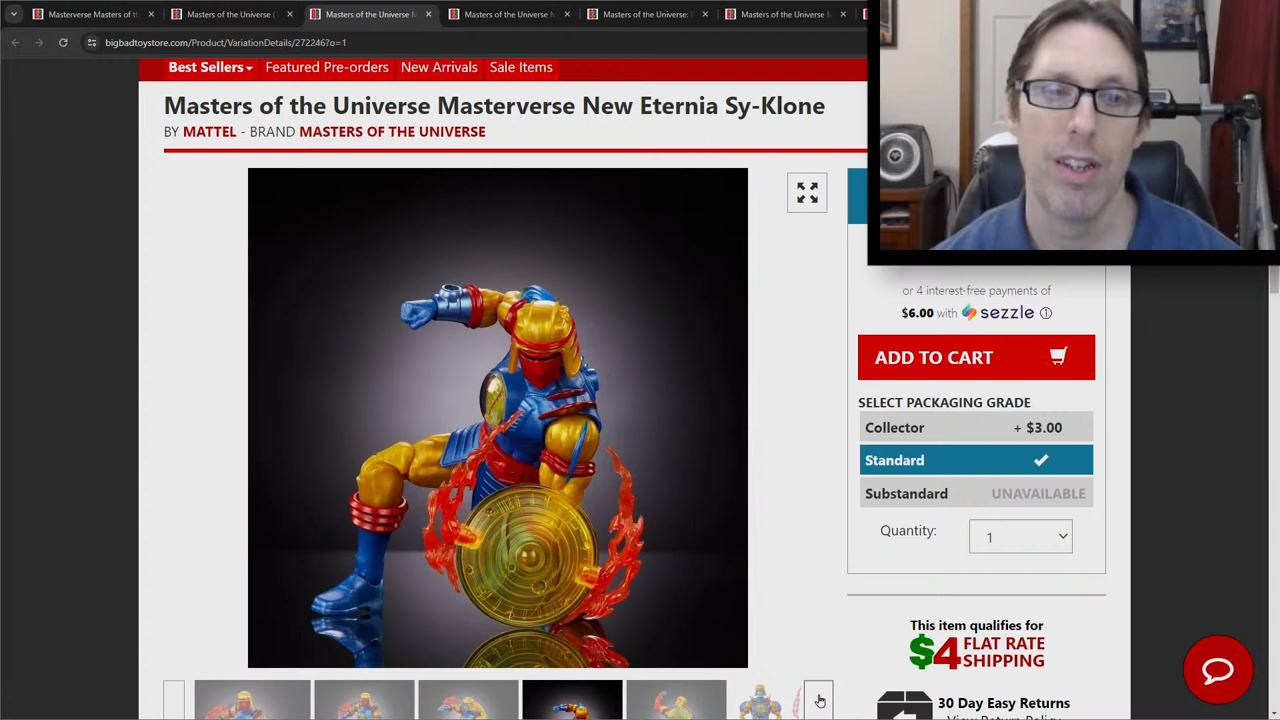 Masterverse Masters of the
Masters of the Universe (
Masters of the Universe M
Masters of the Universe N
Masters of the Universe: R
Masters of the Universe M
bigbadtoystore.com/Product/VariationDetails/272246?o=1
Best Sellers Featured Pre-orders New Arrivals Sale Items
Masters of the Universe Masterverse New Eternia Sy-Klone
BY MATTEL - BRAND MASTERS OF THE UNIVERSE
or 4 interest-free payments of
$6.00 with sezzle
ADD TO CART
SELECT PACKAGING GRADE
Collector + $3.00
Standard
Substandard UNAVAILABLE
Quantity: 1
This item qualifies for
$4 FLAT RATE
SHIPPING
30 Day Easy Returns
View Return Policy